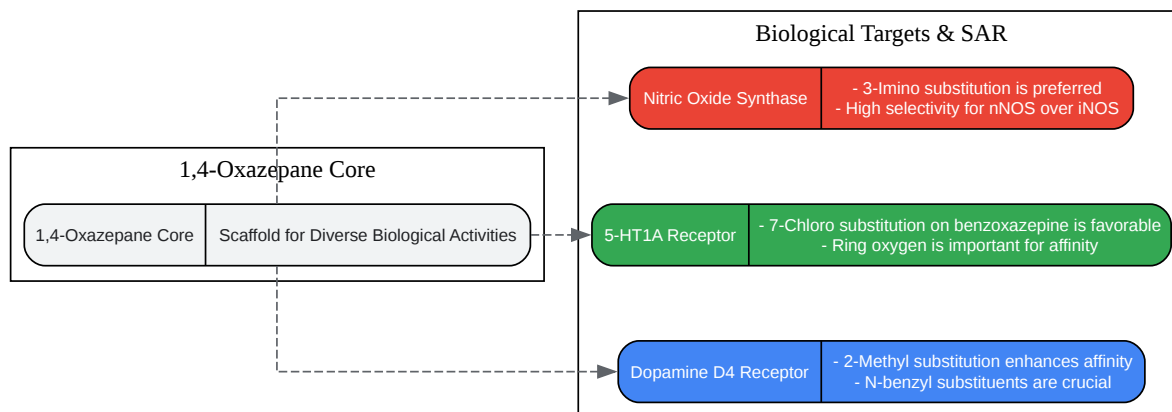 1,4-Oxazepane Core
1,4-Oxazepane Core
Scaffold for Diverse Biological Activities
Biological Targets & SAR
Nitric Oxide Synthase
- 3-Imino substitution is preferred
- High selectivity for nNOS over iNOS
5-HT1A Receptor
- 7-Chloro substitution on benzoxazepine is favorable
- Ring oxygen is important for affinity
Dopamine D4 Receptor
- 2-Methyl substitution enhances affinity
- N-benzyl substituents are crucial